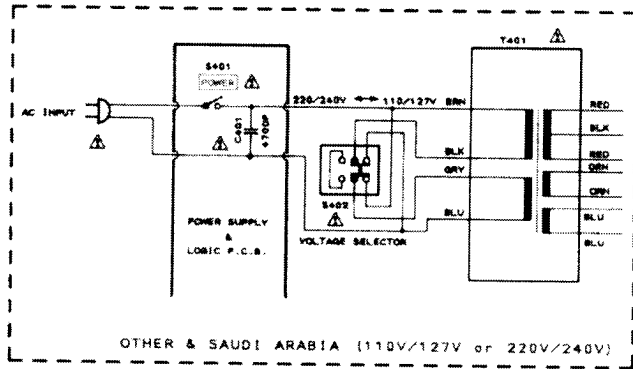 S401
POWER
T401
220/240V ↔ 110/127V BRN
RED
AC INPUT
C401
4700P
BLK
BLK
RED
GRY
ORN
ORN
S402
BLU
BLU
POWER SUPPLY
&
LOGIC P.C.B.
VOLTAGE SELECTOR
BLU
OTHER & SAUDI ARABIA (110V/127V or 220V/240V)